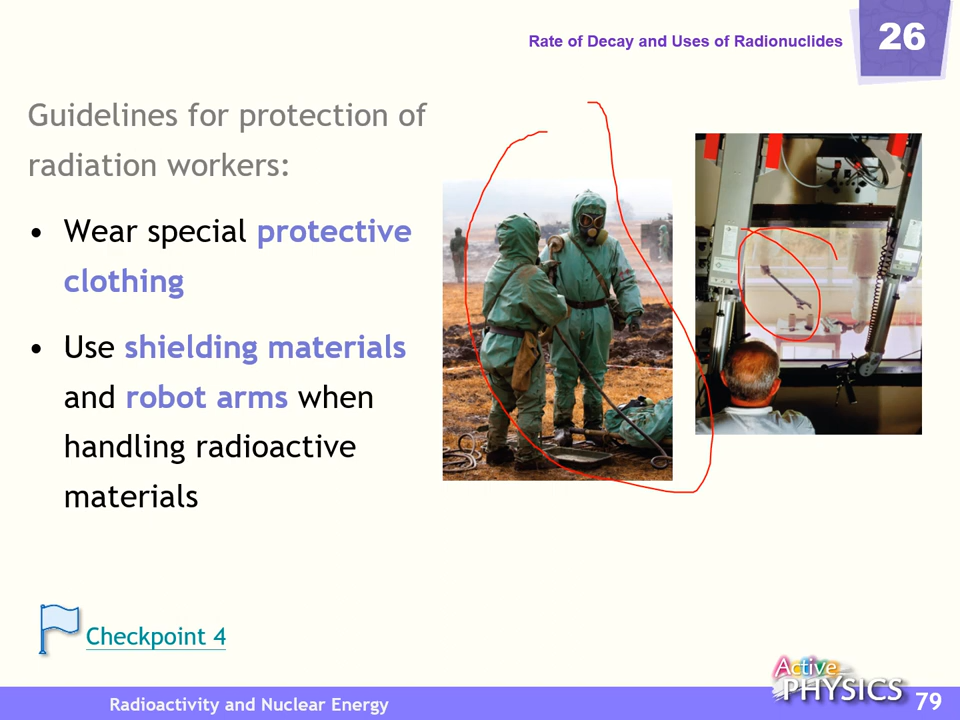 Rate of Decay and Uses of Radionuclides
26
Guidelines for protection of
radiation workers:
• Wear special protective
clothing
• Use shielding materials
and robot arms when
handling radioactive
materials
Checkpoint 4
Active
PHYSICS
Radioactivity and Nuclear Energy
79